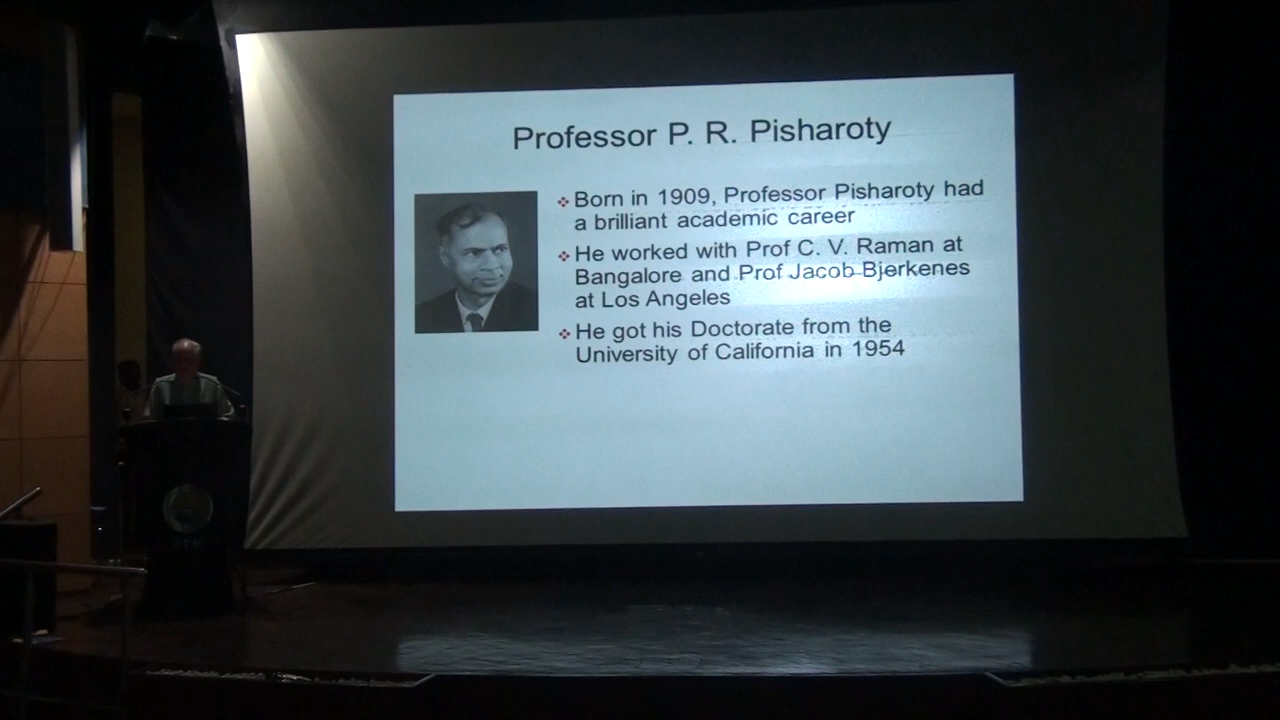 Professor P. R. Pisharoty
Born in 1909, Professor Pisharoty had
a brilliant academic career
He worked with Prof C. V. Raman at
Bangalore and Prof Jacob Bjerkenes
at Los Angeles
He got his Doctorate from the
University of California in 1954